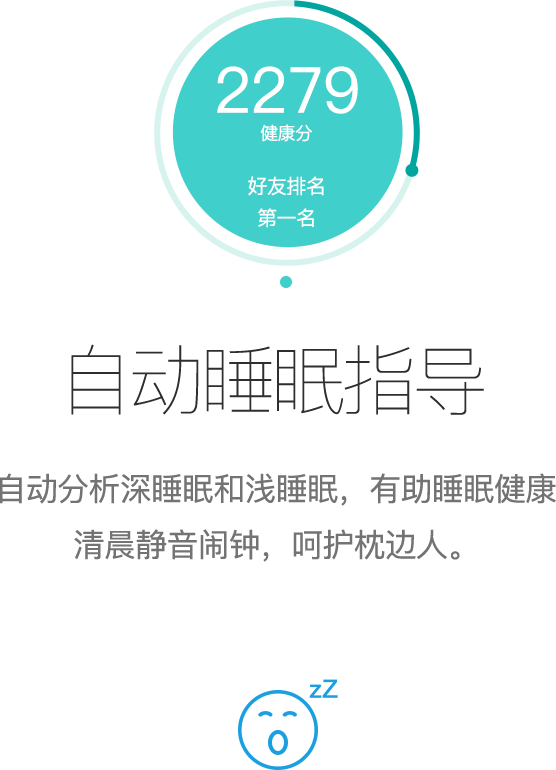 2279
健康分
好友排名
第一名
自动睡眠指导
自动分析深睡眠和浅睡眠，有助睡眠健康
清晨静音闹钟，呵护枕边人。
zZ